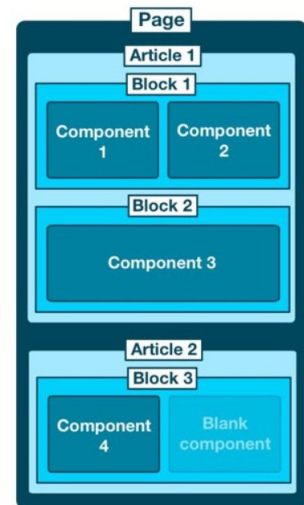 Page
Article 1
Block 1
Component
1
Component
2
Block 2
Component 3
Article 2
Block 3
Component
4
Blank
component